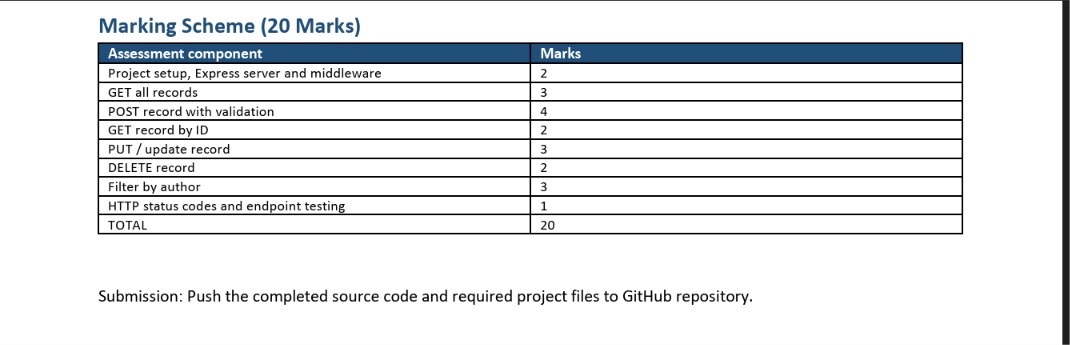 Marking Scheme (20 Marks)
Assessment component Marks
Project setup, Express server and middleware 2
GET all records 3
POST record with validation 4
GET record by ID 2
PUT / update record 3
DELETE record 2
Filter by author 3
HTTP status codes and endpoint testing 1
TOTAL 20
Submission: Push the completed source code and required project files to GitHub repository.